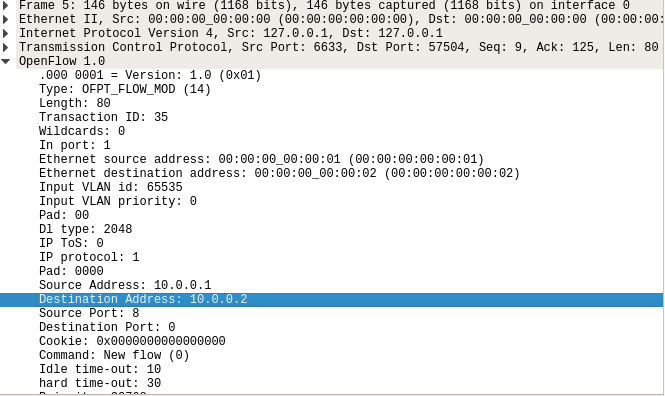 Frame 5: 146 bytes on wire (1168 bits), 146 bytes captured (1168 bits) on interface 0
Ethernet II, Src: 00:00:00_00:00:00 (00:00:00:00:00:00), Dst: 00:00:00_00:00:00 (00:00:00:
Internet Protocol Version 4, Src: 127.0.0.1, Dst: 127.0.0.1
Transmission Control Protocol, Src Port: 6633, Dst Port: 57504, Seq: 9, Ack: 125, Len: 80
OpenFlow 1.0
.000 0001 = Version: 1.0 (0x01)
Type: OFPT_FLOW_MOD (14)
Length: 80
Transaction ID: 35
Wildcards: 0
In port: 1
Ethernet source address: 00:00:00_00:00:01 (00:00:00:00:00:01)
Ethernet destination address: 00:00:00_00:00:02 (00:00:00:00:00:02)
Input VLAN id: 65535
Input VLAN priority: 0
Pad: 00
Dl type: 2048
IP ToS: 0
IP protocol: 1
Pad: 0000
Source Address: 10.0.0.1
Destination Address: 10.0.0.2
Source Port: 8
Destination Port: 0
Cookie: 0x0000000000000000
Command: New flow (0)
Idle time-out: 10
hard time-out: 30